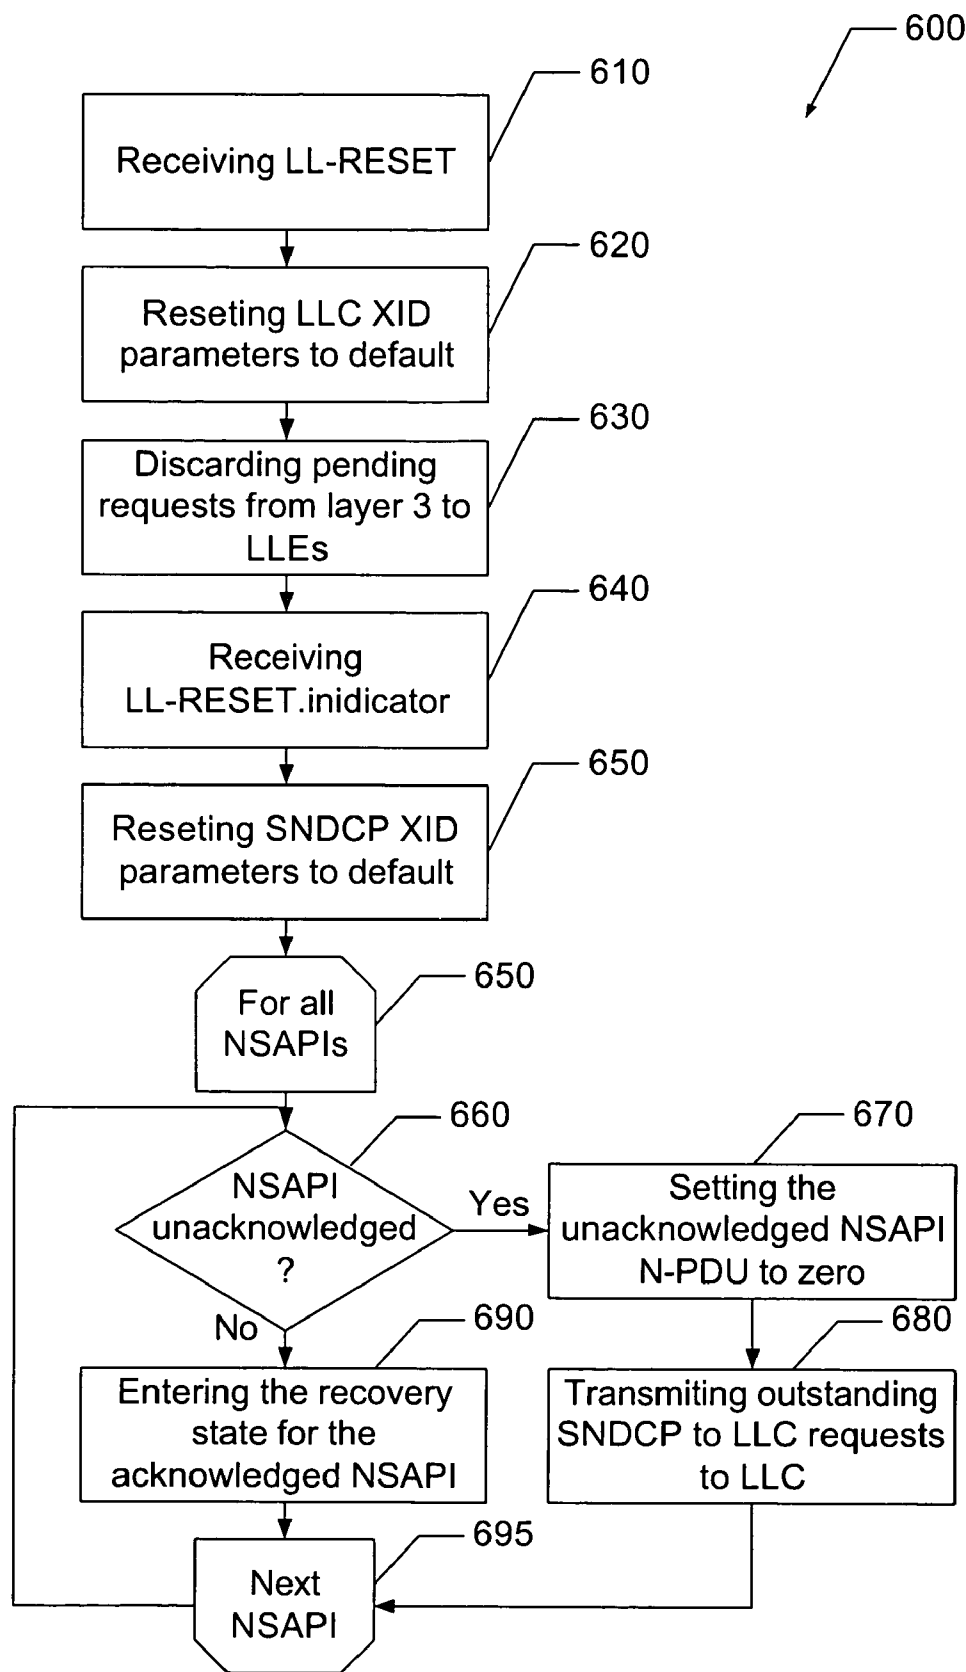 600
610
Receiving LL-RESET
620
Reseting LLC XID
parameters to default
630
Discarding pending
requests from layer 3 to
LLEs
640
Receiving
LL-RESET.inidicator
650
Reseting SNDCP XID
parameters to default
650
For all
NSAPIs
660
NSAPI
unacknowledged
?
Yes
No
670
Setting the
unacknowledged NSAPI
N-PDU to zero
680
Transmiting outstanding
SNDCP to LLC requests
to LLC
690
Entering the recovery
state for the
acknowledged NSAPI
695
Next
NSAPI